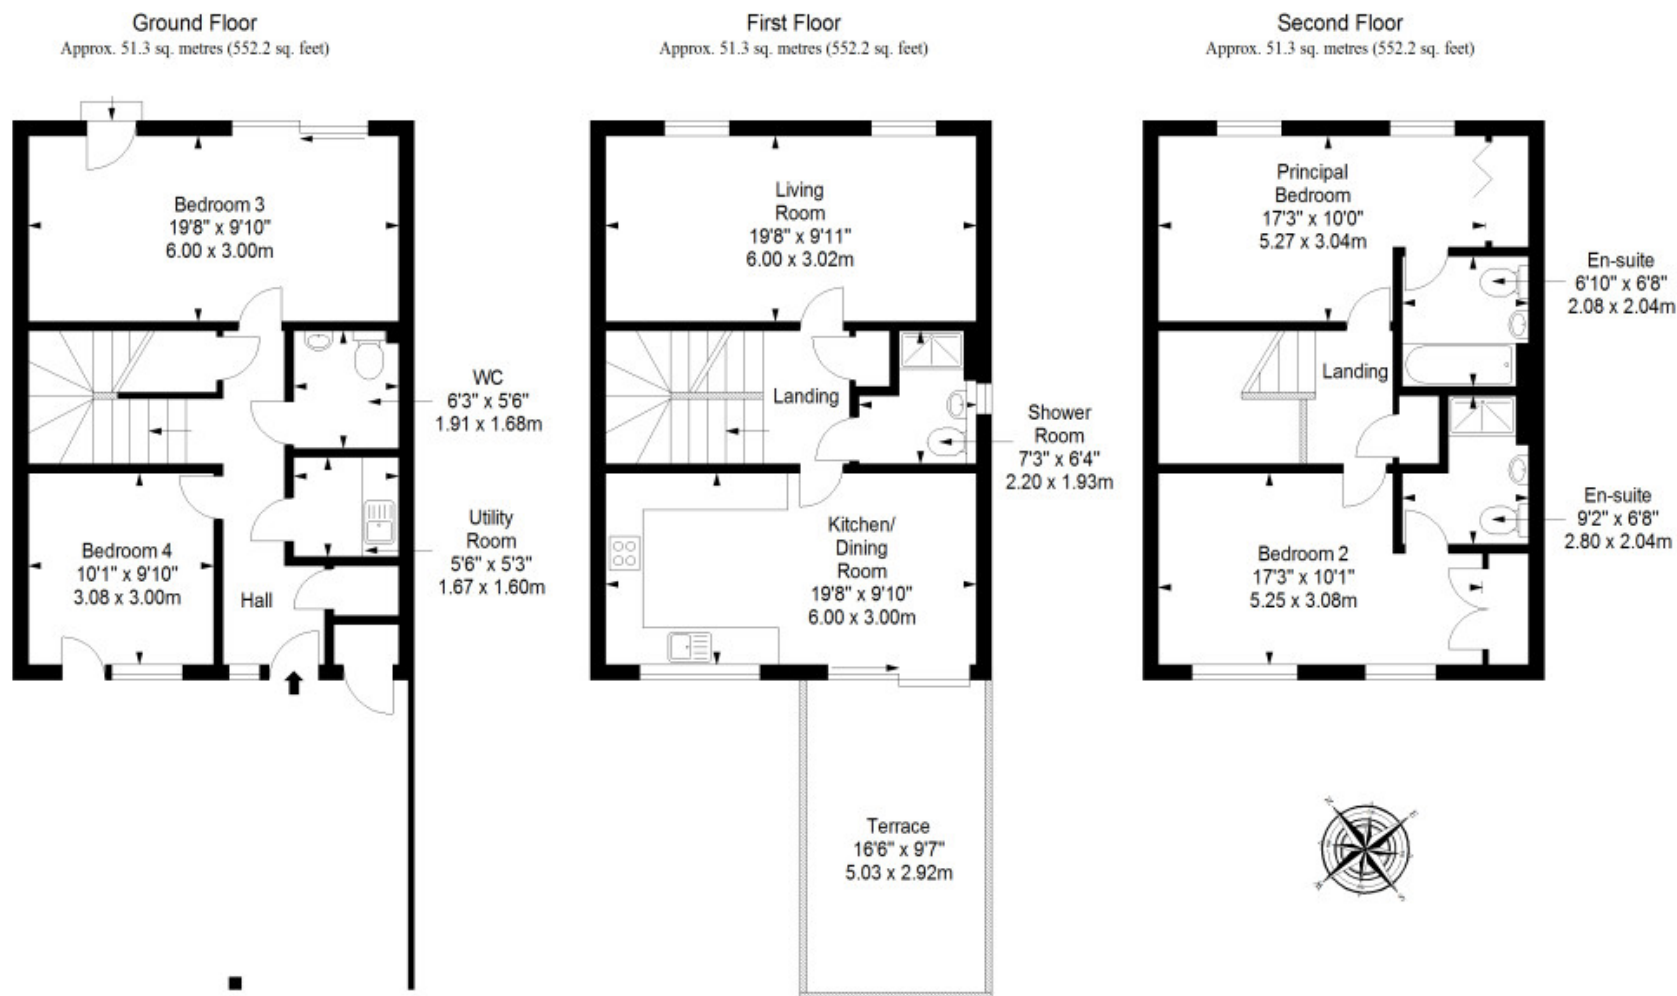 Ground Floor
Approx. 51.3 sq. metres (552.2 sq. feet)
Bedroom 3
19'8" x 9'10"
6.00 x 3.00m
WC
6'3" x 5'6"
1.91 x 1.68m
Utility
Room
5'6" x 5'3"
1.67 x 1.60m
Bedroom 4
10'1" x 9'10"
3.08 x 3.00m
Hall
First Floor
Approx. 51.3 sq. metres (552.2 sq. feet)
Living
Room
19'8" x 9'11"
6.00 x 3.02m
Landing
Shower
Room
7'3" x 6'4"
2.20 x 1.93m
Kitchen/
Dining
Room
19'8" x 9'10"
6.00 x 3.00m
Terrace
16'6" x 9'7"
5.03 x 2.92m
Second Floor
Approx. 51.3 sq. metres (552.2 sq. feet)
Principal
Bedroom
17'3" x 10'0"
5.27 x 3.04m
En-suite
6'10" x 6'8"
2.08 x 2.04m
Landing
En-suite
9'2" x 6'8"
2.80 x 2.04m
Bedroom 2
17'3" x 10'1"
5.25 x 3.08m
N
E
W
S